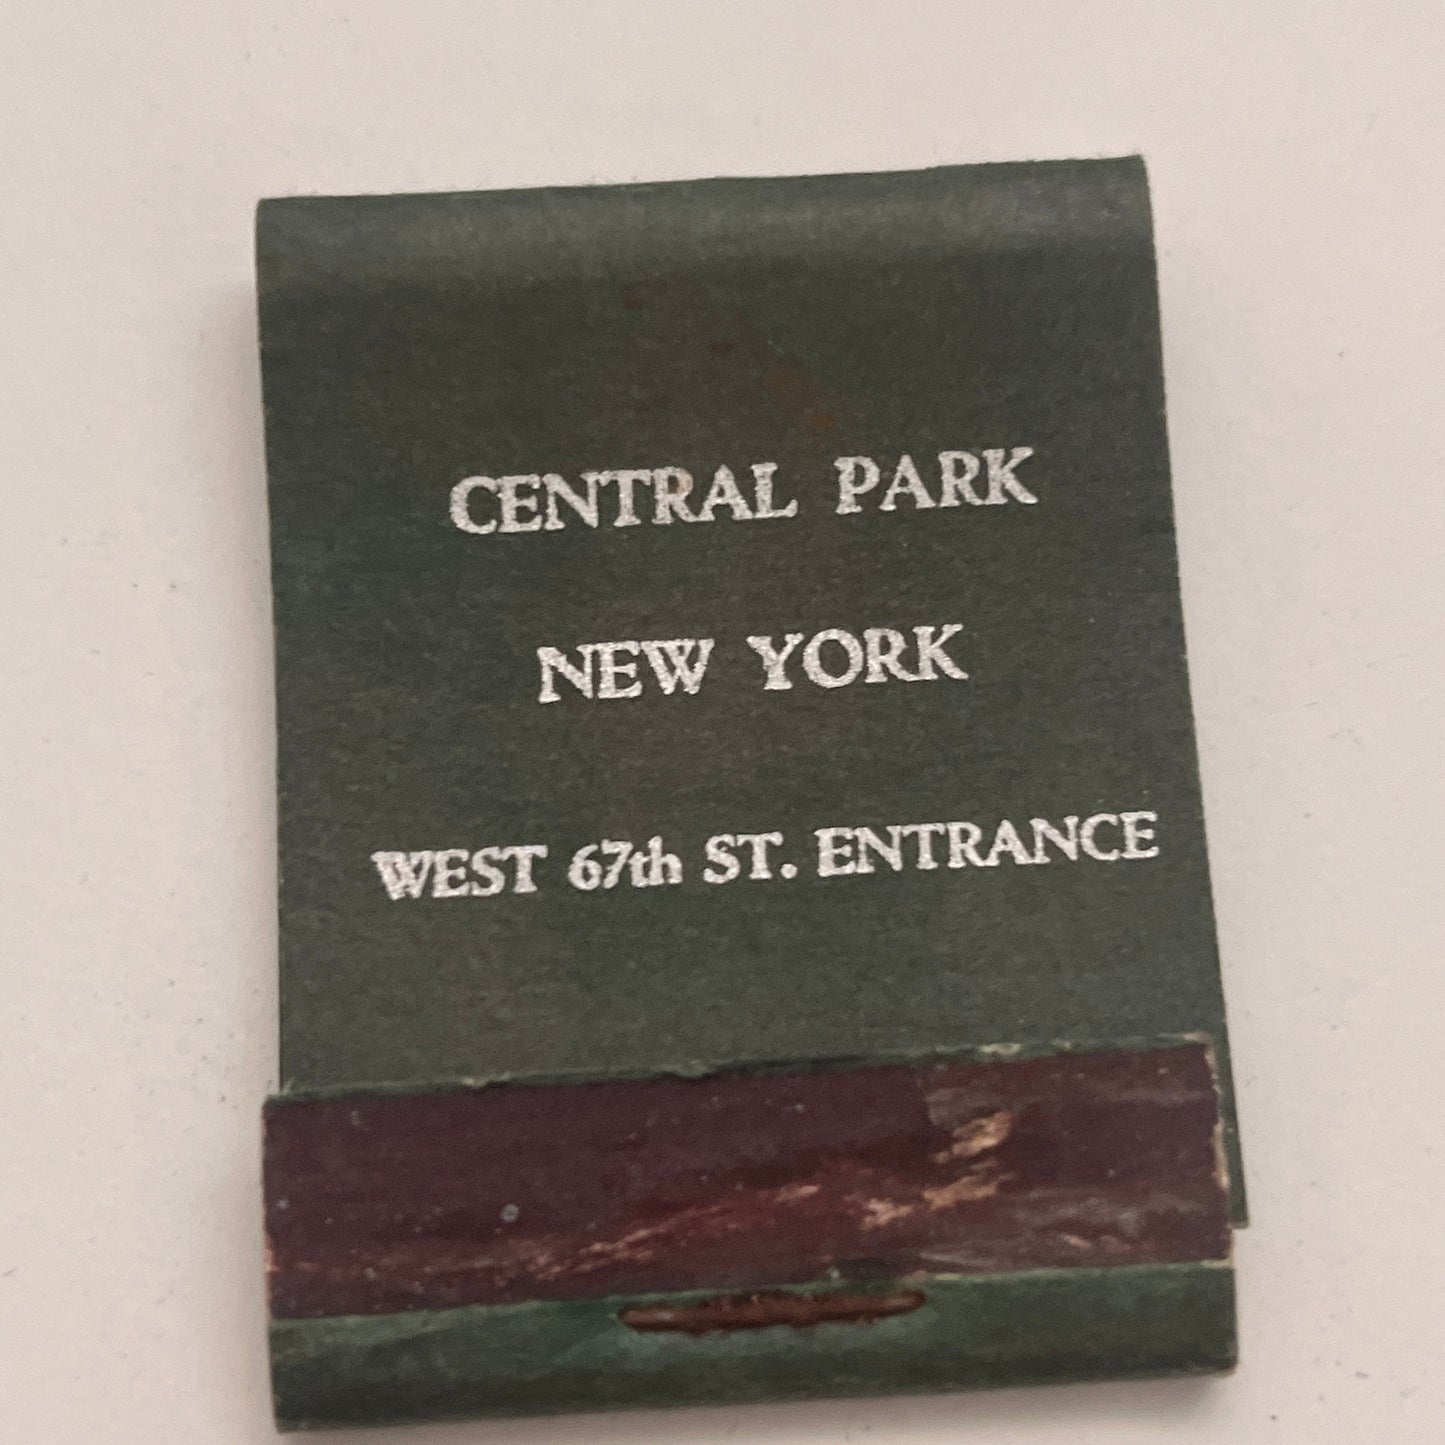 CENTRAL PARK
NEW YORK
WEST 67th ST. ENTRANCE